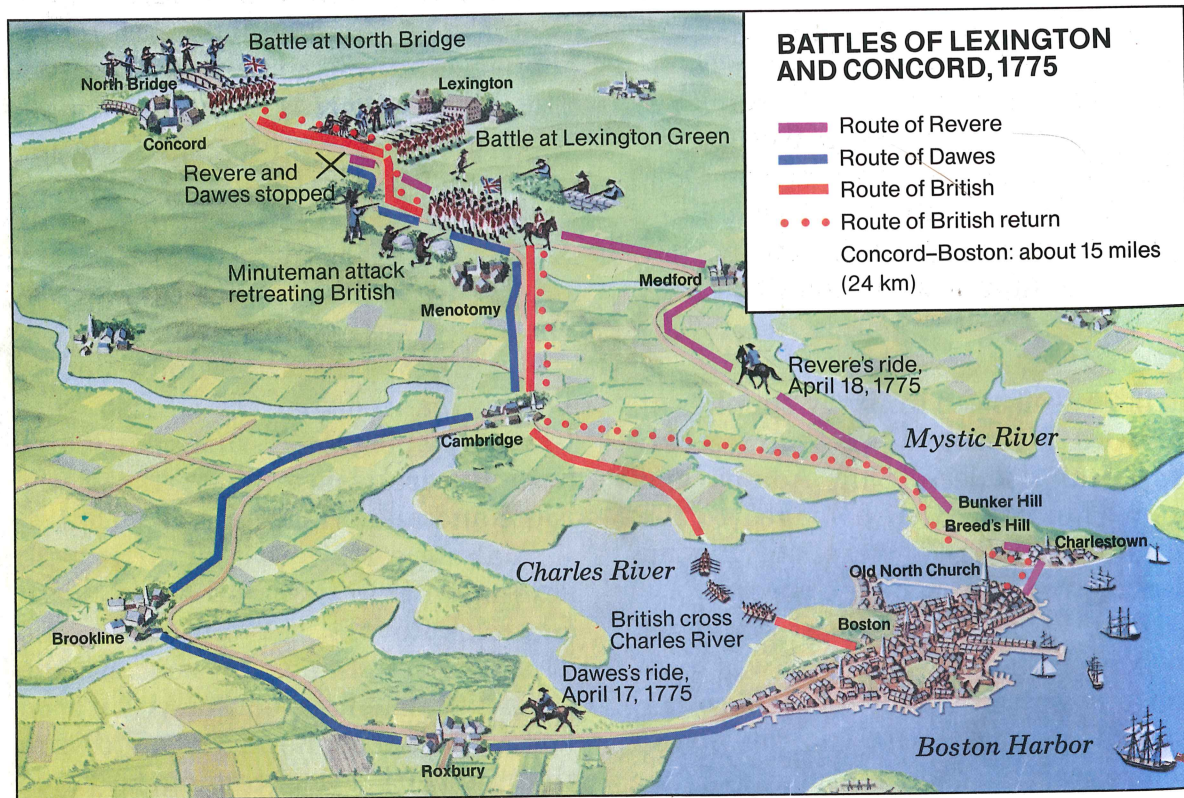 BATTLES OF LEXINGTON
AND CONCORD, 1775
Route of Revere
Route of Dawes
Route of British
Route of British return
Concord–Boston: about 15 miles
(24 km)
Battle at North Bridge
North Bridge
Lexington
Concord
Battle at Lexington Green
Revere and
Dawes stopped
Minuteman attack
retreating British
Menotomy
Medford
Revere's ride,
April 18, 1775
Cambridge
Mystic River
Bunker Hill
Breed's Hill
Charlestown
Charles River
Old North Church
British cross
Charles River
Boston
Brookline
Dawes's ride,
April 17, 1775
Roxbury
Boston Harbor